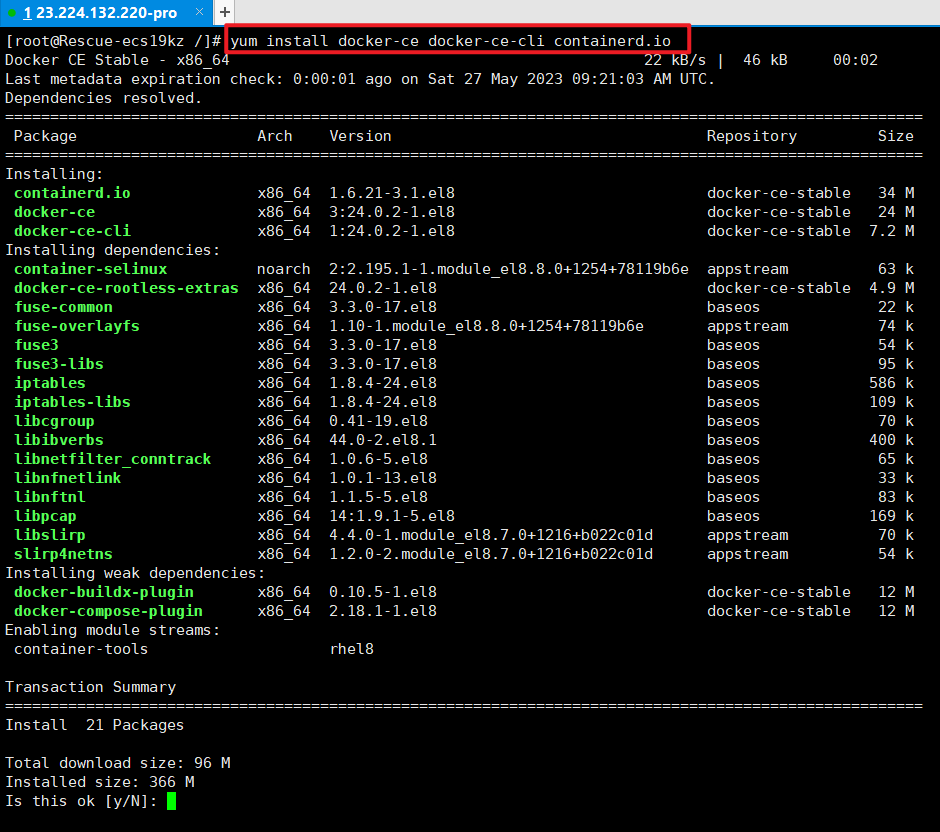 1 23.224.132.220-pro × +
[root@Rescue-ecs19kz /]# yum install docker-ce docker-ce-cli containerd.io
Docker CE Stable - x86_64 22 kB/s | 46 kB 00:02
Last metadata expiration check: 0:00:01 ago on Sat 27 May 2023 09:21:03 AM UTC.
Dependencies resolved.
======================================================================================================
Package Arch Version Repository Size
======================================================================================================
Installing:
containerd.io x86_64 1.6.21-3.1.el8 docker-ce-stable 34 M
docker-ce x86_64 3:24.0.2-1.el8 docker-ce-stable 24 M
docker-ce-cli x86_64 1:24.0.2-1.el8 docker-ce-stable 7.2 M
Installing dependencies:
container-selinux noarch 2:2.195.1-1.module_el8.8.0+1254+78119b6e appstream 63 k
docker-ce-rootless-extras x86_64 24.0.2-1.el8 docker-ce-stable 4.9 M
fuse-common x86_64 3.3.0-17.el8 baseos 22 k
fuse-overlayfs x86_64 1.10-1.module_el8.8.0+1254+78119b6e appstream 74 k
fuse3 x86_64 3.3.0-17.el8 baseos 54 k
fuse3-libs x86_64 3.3.0-17.el8 baseos 95 k
iptables x86_64 1.8.4-24.el8 baseos 586 k
iptables-libs x86_64 1.8.4-24.el8 baseos 109 k
libcgroup x86_64 0.41-19.el8 baseos 70 k
libibverbs x86_64 44.0-2.el8.1 baseos 400 k
libnetfilter_conntrack x86_64 1.0.6-5.el8 baseos 65 k
libnfnetlink x86_64 1.0.1-13.el8 baseos 33 k
libnftnl x86_64 1.1.5-5.el8 baseos 83 k
libpcap x86_64 14:1.9.1-5.el8 baseos 169 k
libslirp x86_64 4.4.0-1.module_el8.7.0+1216+b022c01d appstream 70 k
slirp4netns x86_64 1.2.0-2.module_el8.7.0+1216+b022c01d appstream 54 k
Installing weak dependencies:
docker-buildx-plugin x86_64 0.10.5-1.el8 docker-ce-stable 12 M
docker-compose-plugin x86_64 2.18.1-1.el8 docker-ce-stable 12 M
Enabling module streams:
container-tools rhel8
Transaction Summary
======================================================================================================
Install 21 Packages
Total download size: 96 M
Installed size: 366 M
Is this ok [y/N]: